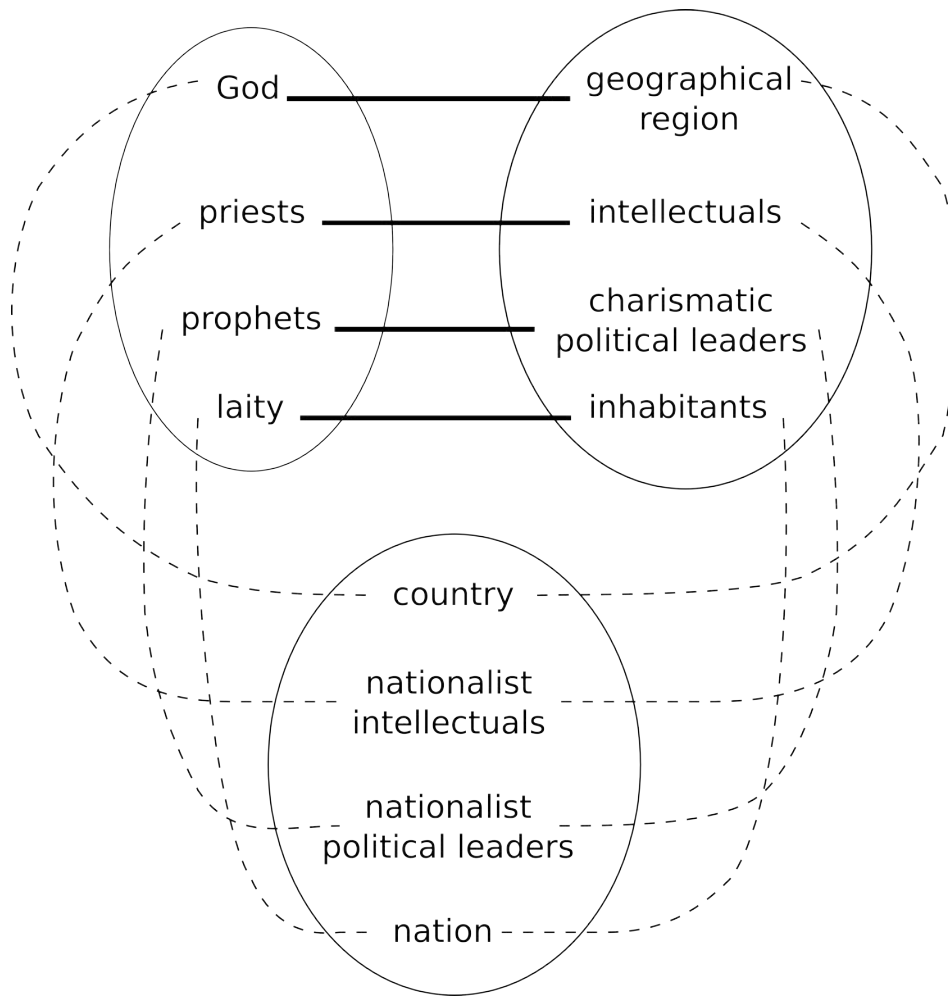 God
geographical
region
priests
intellectuals
prophets
charismatic
political leaders
laity
inhabitants
country
nationalist
intellectuals
nationalist
political leaders
nation